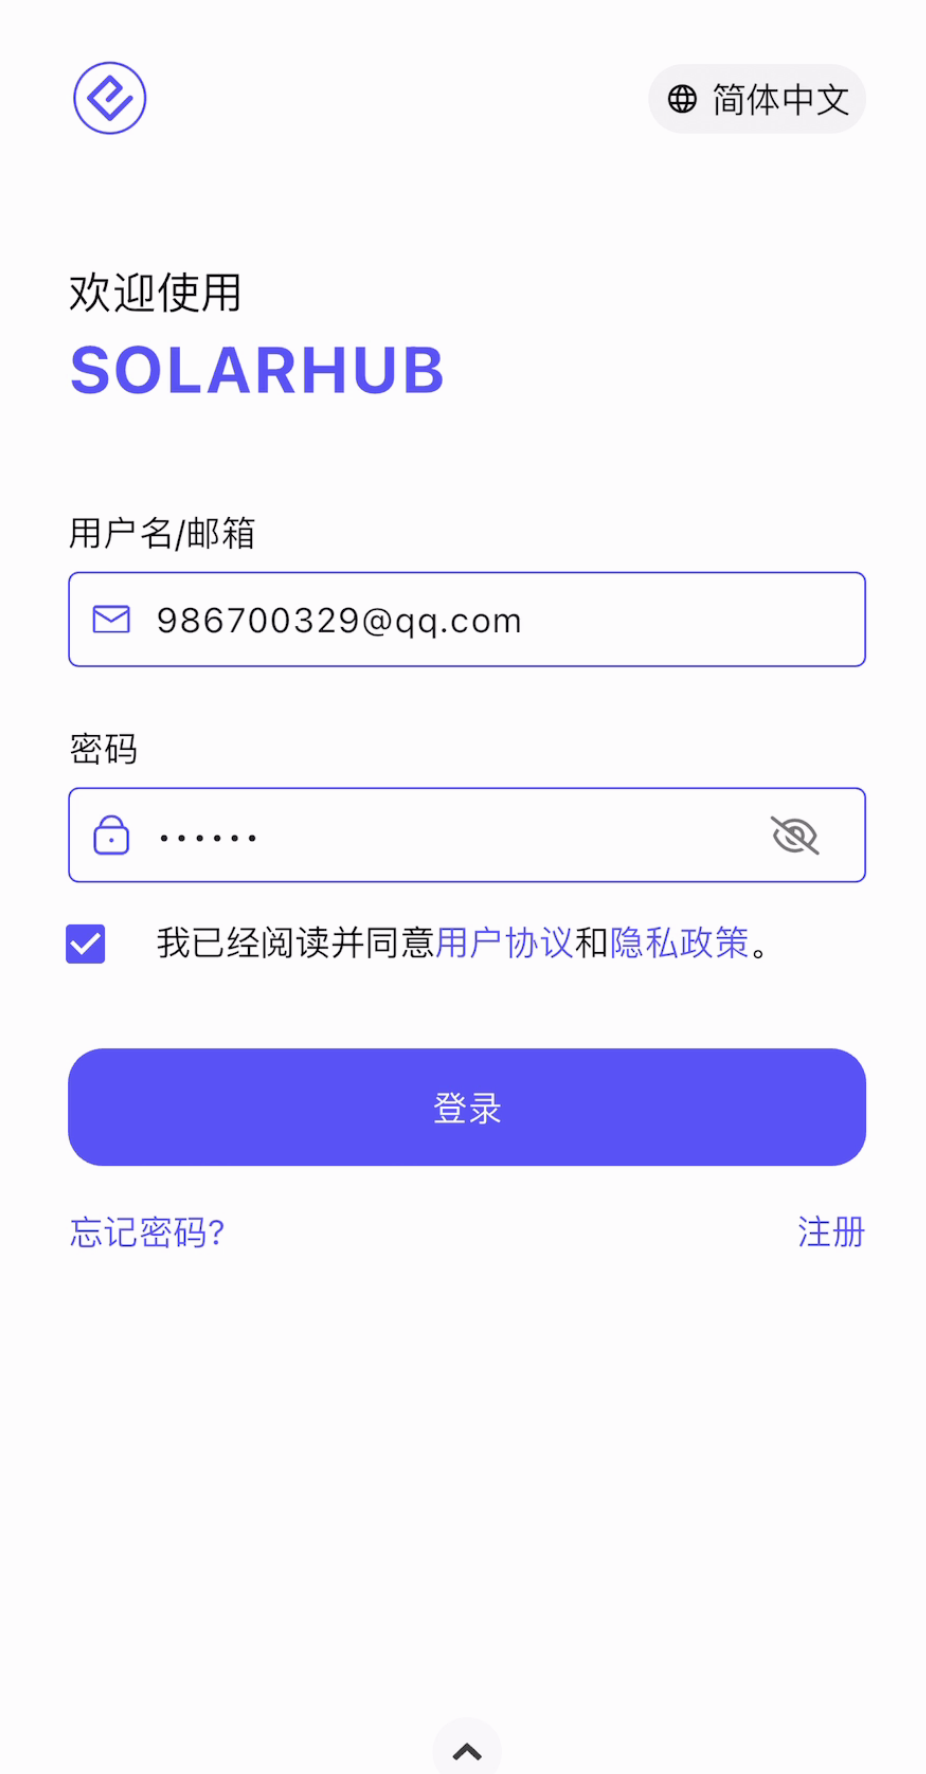 简体中文
欢迎使用
SOLARHUB
用户名/邮箱
986700329@qq.com
密码
••••••
我已经阅读并同意用户协议和隐私政策。
登录
忘记密码?
注册